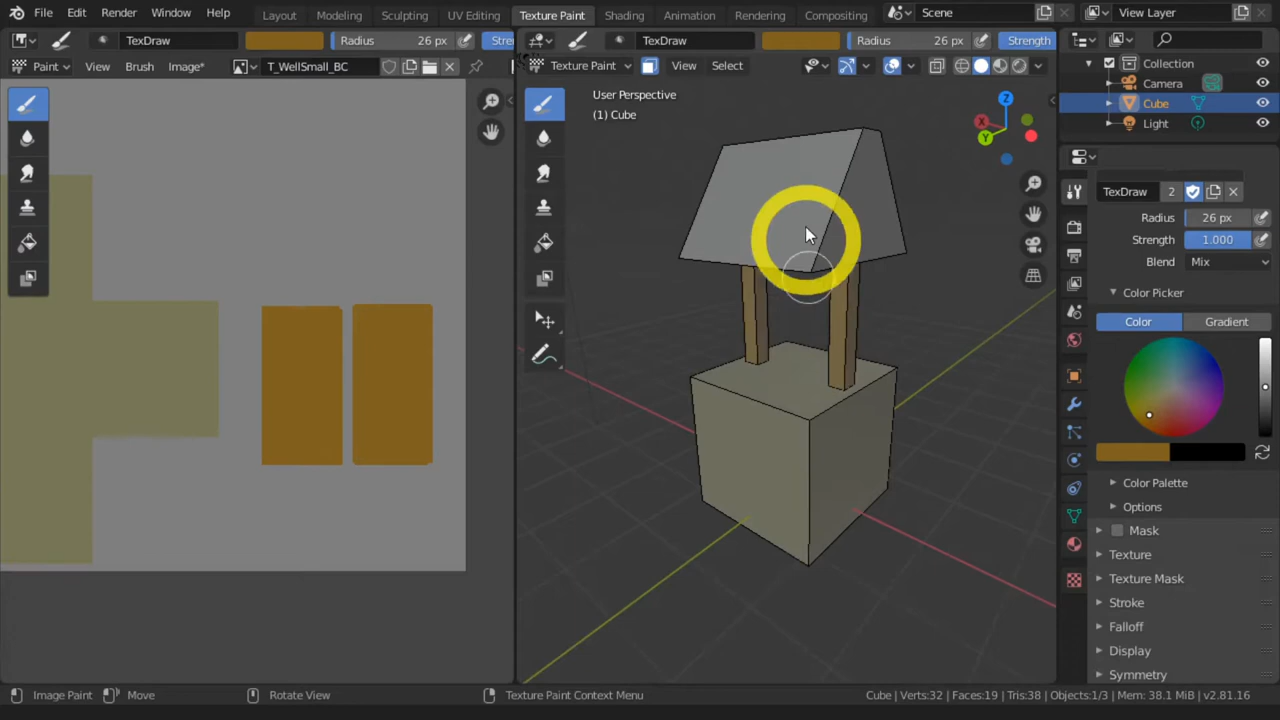 File Edit Render Window Help Layout Modeling Sculpting UV Editing Texture Paint Shading Animation Rendering Compositing Scene View Layer
TexDraw Radius 26 px TexDraw Radius 26 px Strength
Paint View Brush Image* T_WellSmall_BC Texture Paint View Select
User Perspective
(1) Cube
Z
X
Y
Collection
Camera
Cube
Light
TexDraw 2
Radius 26 px
Strength 1.000
Blend Mix
Color Picker
Color Gradient
Color Palette
Options
Mask
Texture
Texture Mask
Stroke
Falloff
Display
Symmetry
Image Paint Move Rotate View Texture Paint Context Menu Cube | Verts:32 | Faces:19 | Tris:38 | Objects:1/3 | Mem: 38.1 MiB | v2.81.16